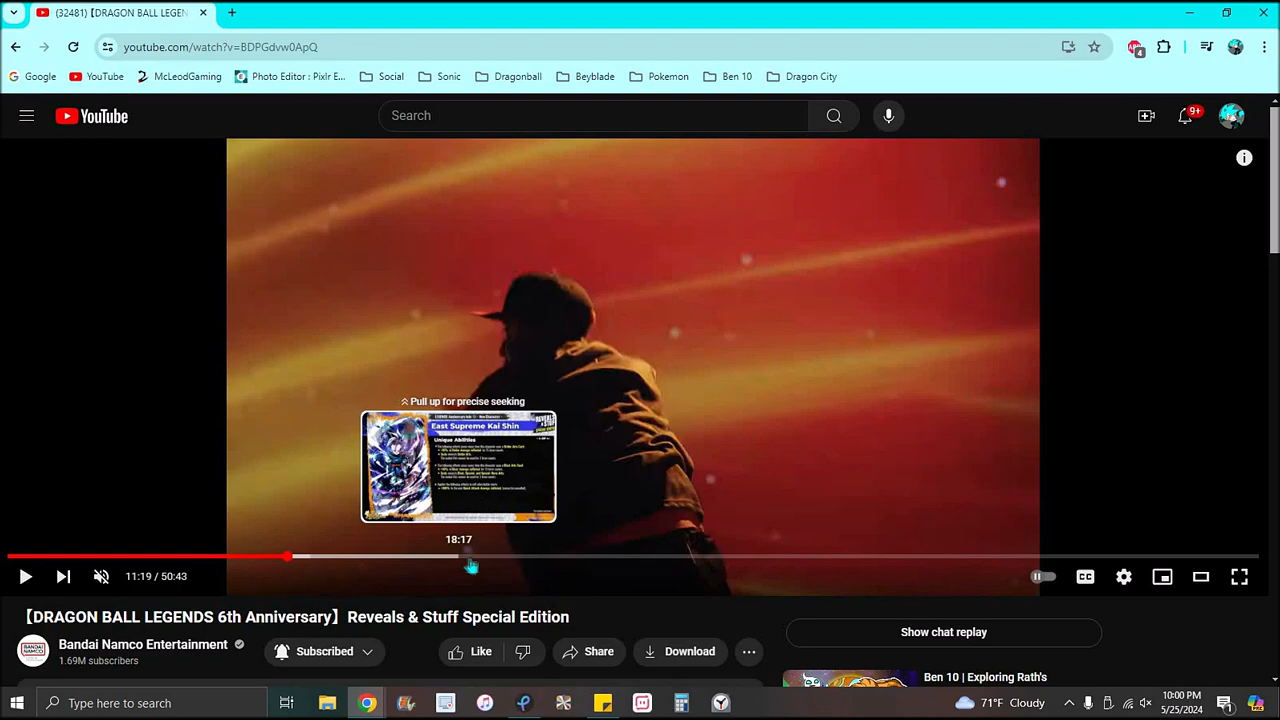 (32481)【DRAGON BALL LEGEN
youtube.com/watch?v=BDPGdvw0ApQ
4
Google YouTube McLeodGaming Photo Editor : Pixlr E... Social Sonic Dragonball Beyblade Pokemon Ben 10 Dragon City
YouTube
Search
9+
Pull up for precise seeking
East Supreme Kai Shin
Unique Abilities
18:17
11:19 / 50:43
CC
【DRAGON BALL LEGENDS 6th Anniversary】Reveals & Stuff Special Edition
Bandai Namco Entertainment
1.69M subscribers
Subscribed
Like
Share
Download
Show chat replay
Ben 10 | Exploring Rath's
Type here to search
71°F Cloudy
10:00 PM
5/25/2024